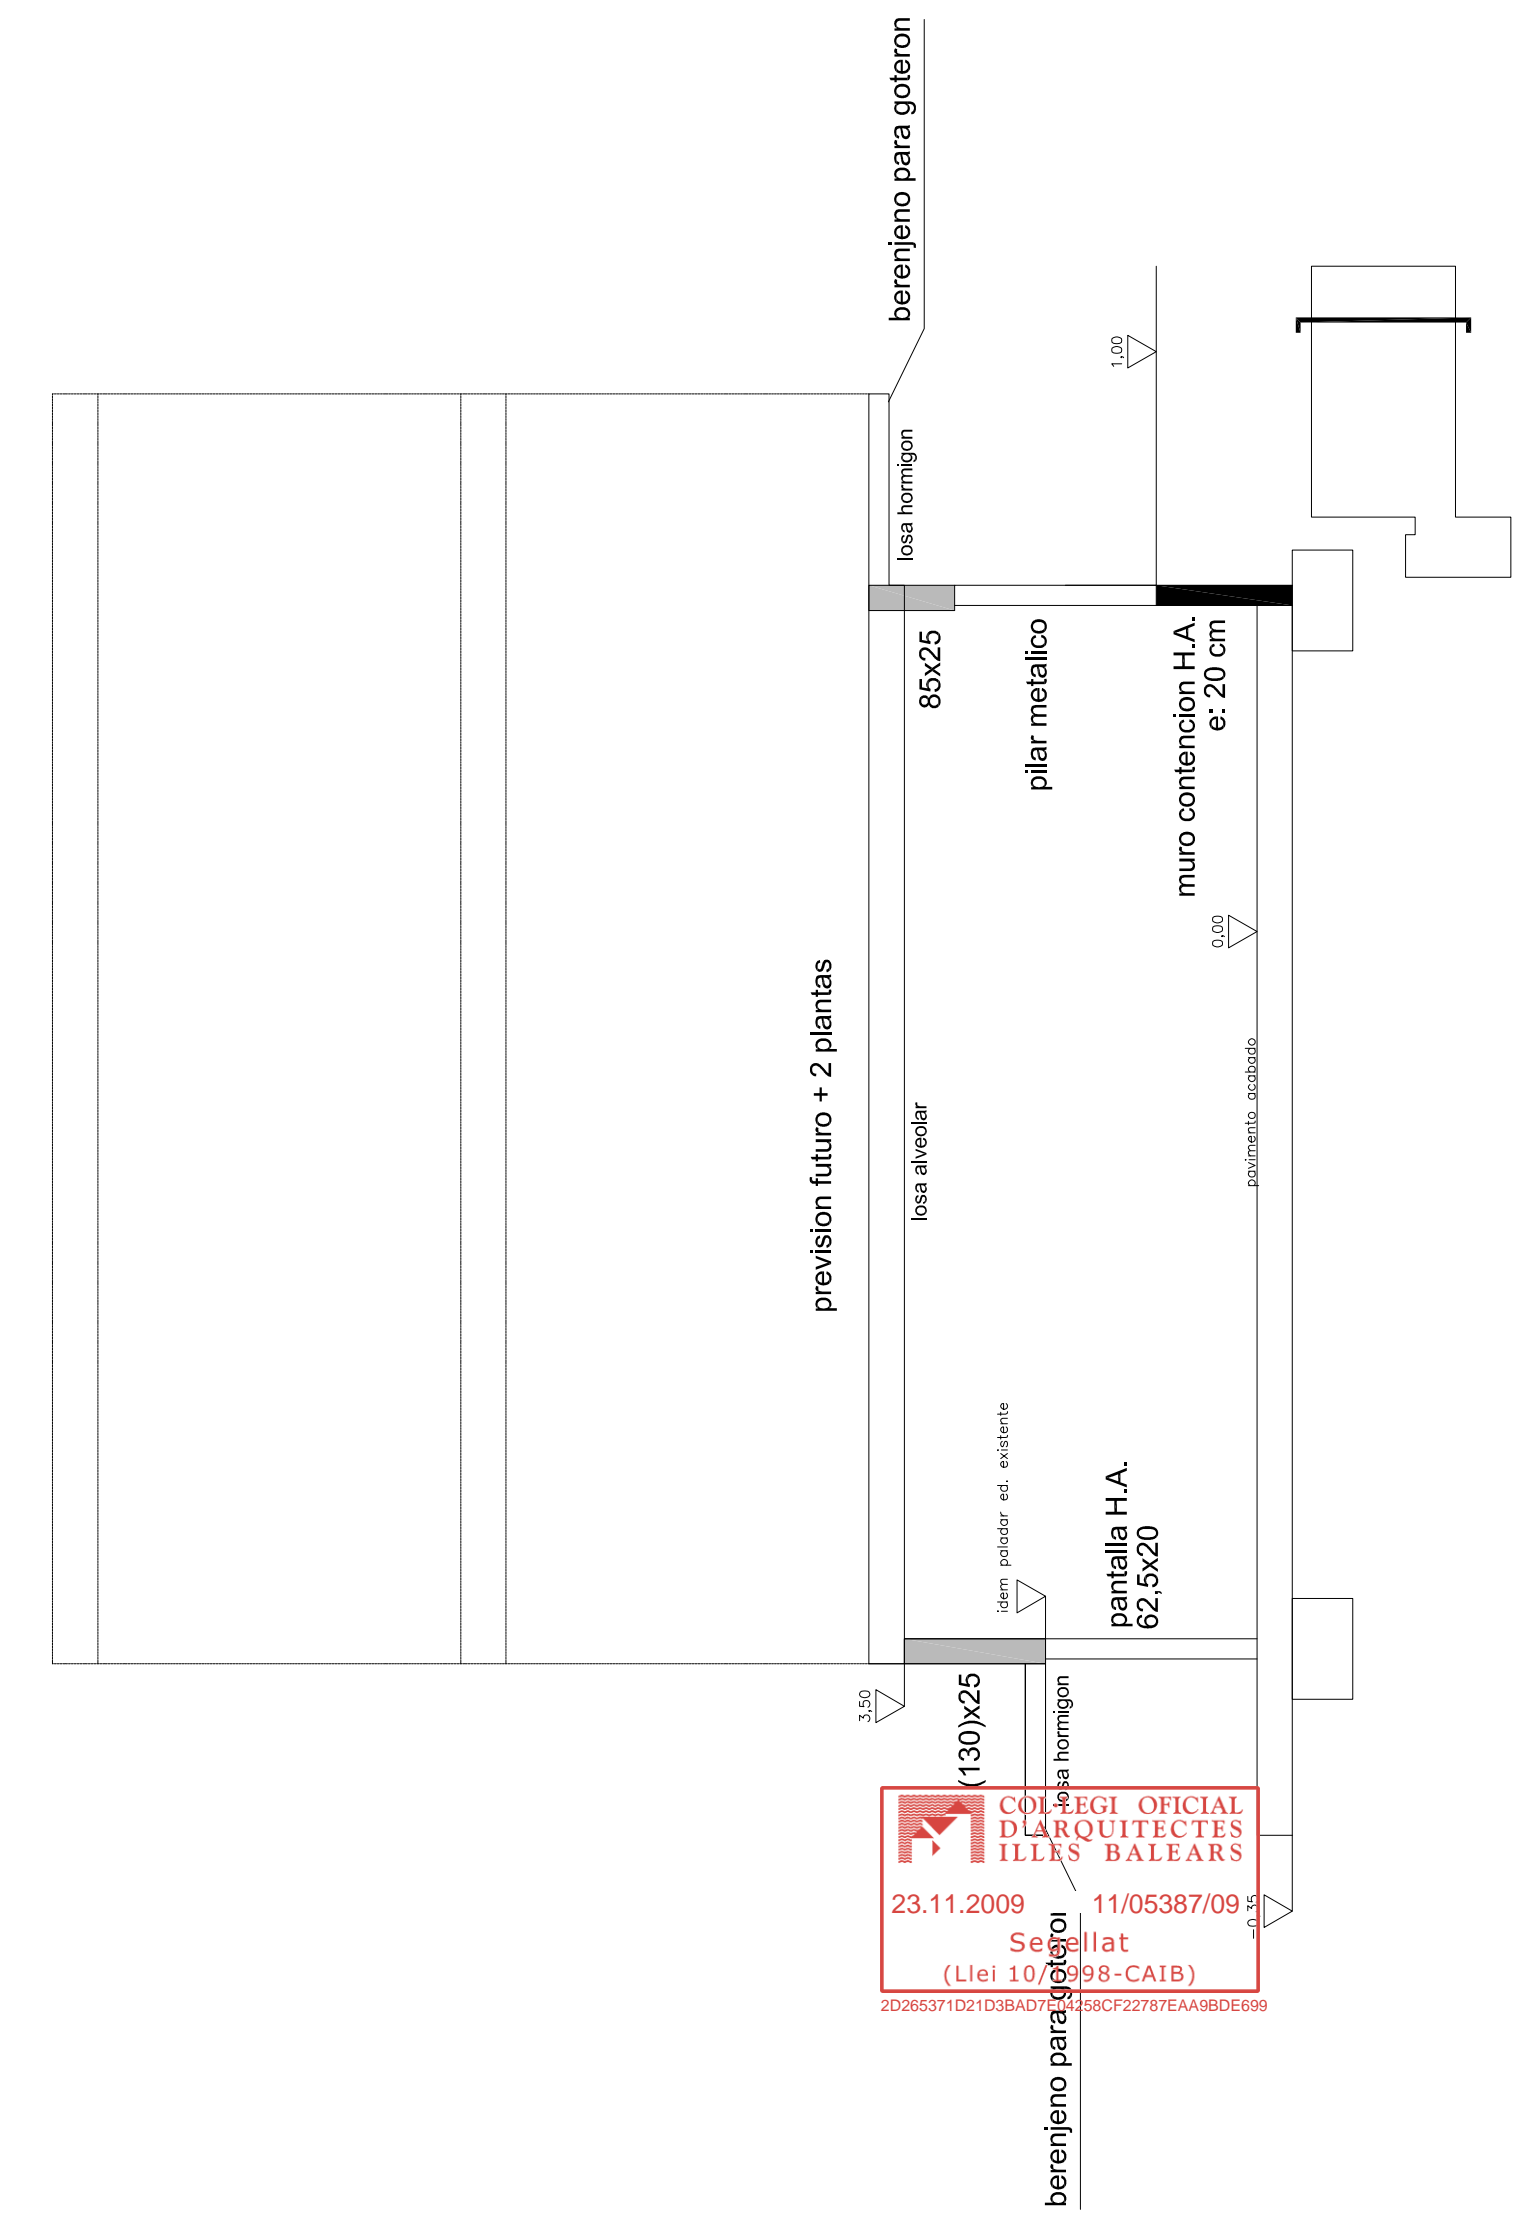 berenjeno para goteron
1,00
losa hormigon
85x25
pilar metalico
muro contencion H.A.
e: 20 cm
0,00
prevision futuro + 2 plantas
losa alveolar
pavimento acabado
idem paladar ed. existente
pantalla H.A.
62,5x20
3,50
(130)x25
losa hormigon
-0,35
berenjeno para goteron
COL·LEGI OFICIAL
D'ARQUITECTES
ILLES BALEARS
23.11.2009 11/05387/09
Segellat
(Llei 10/1998-CAIB)
2D265371D21D3BAD7E04258CF22787EAA9BDE699